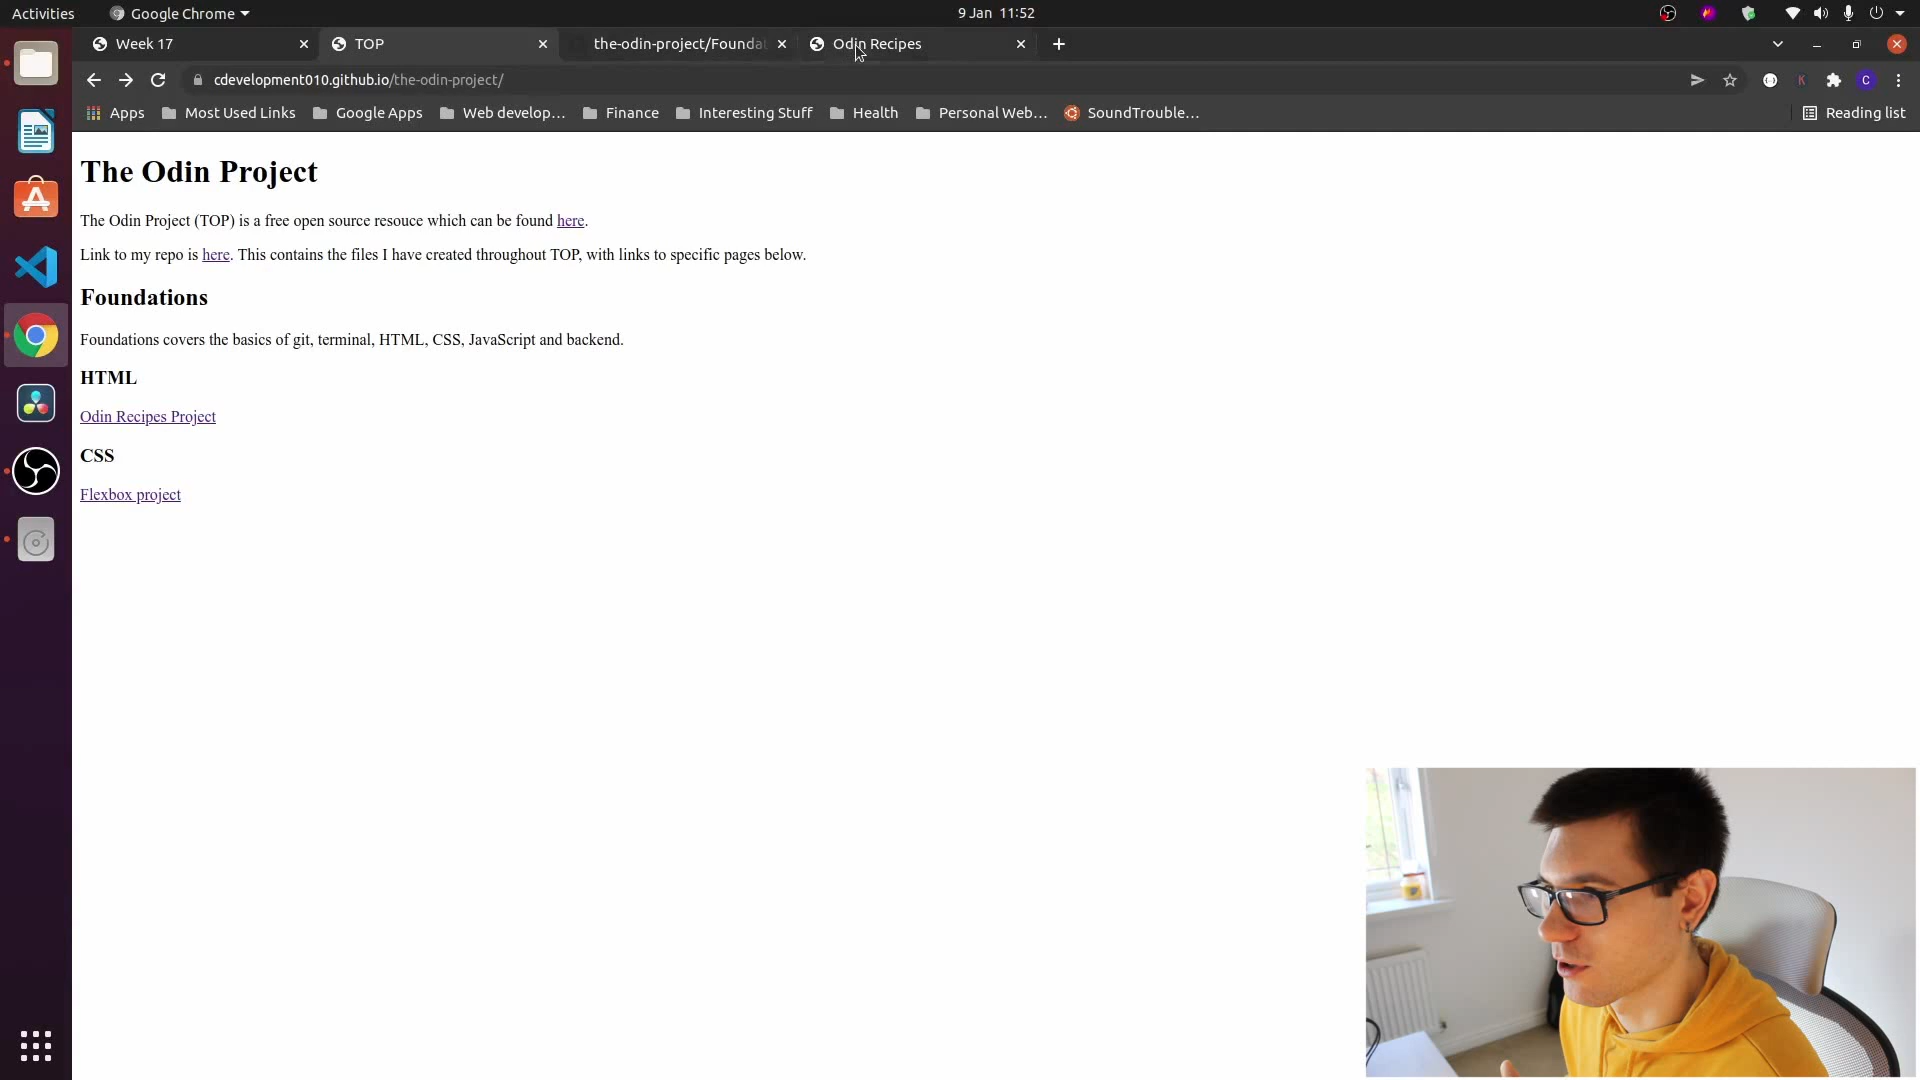 Activities Google Chrome 9 Jan 11:52
Week 17 TOP the-odin-project/Founda Odin Recipes
cdevelopment010.github.io/the-odin-project/
Apps Most Used Links Google Apps Web develop... Finance Interesting Stuff Health Personal Web... SoundTrouble... Reading list
The Odin Project
The Odin Project (TOP) is a free open source resouce which can be found here.
Link to my repo is here. This contains the files I have created throughout TOP, with links to specific pages below.
Foundations
Foundations covers the basics of git, terminal, HTML, CSS, JavaScript and backend.
HTML
Odin Recipes Project
CSS
Flexbox project